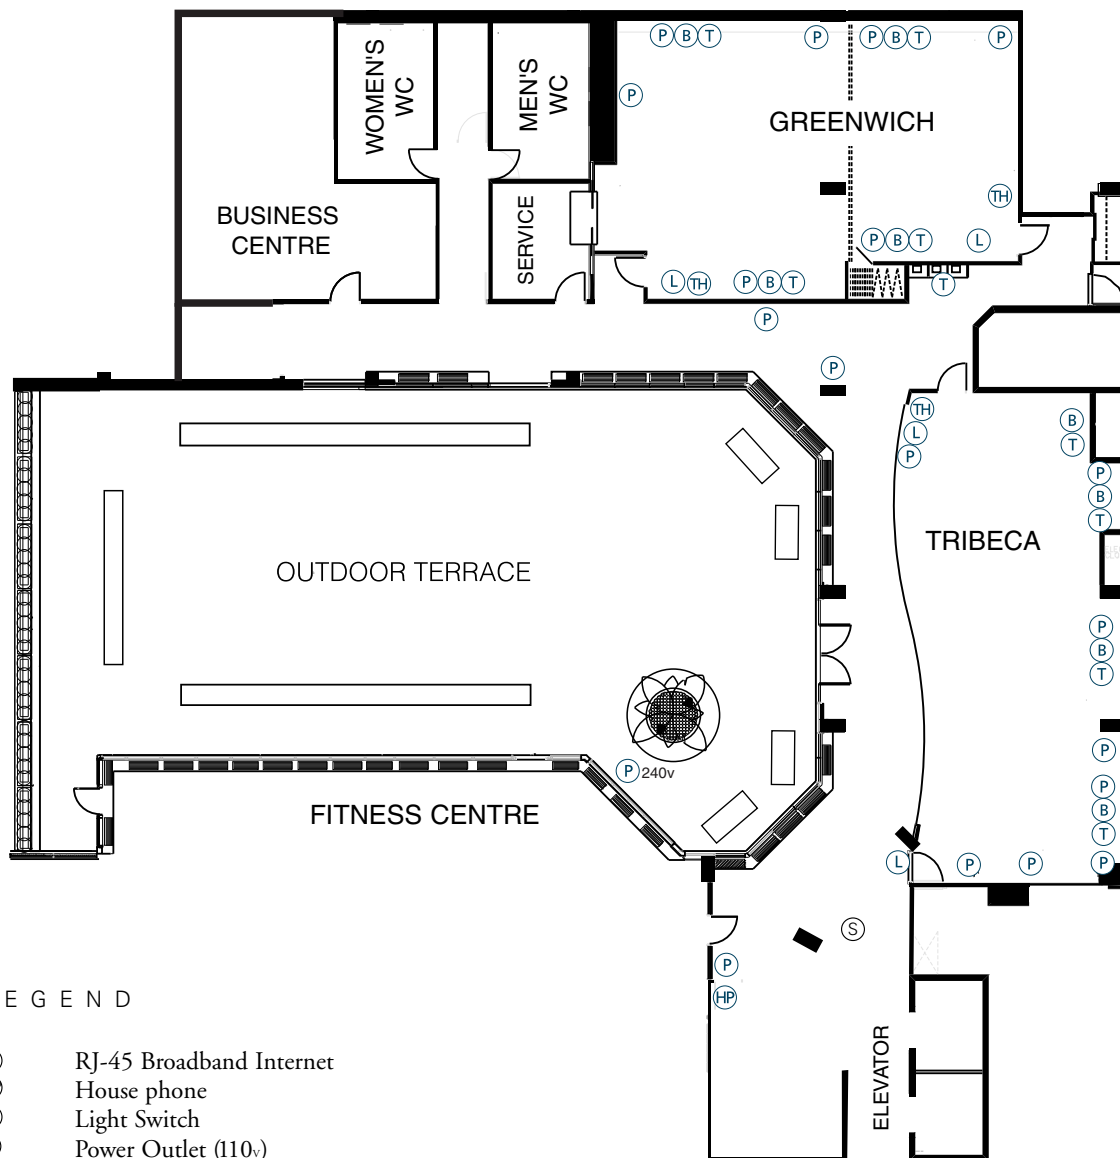 P B T P P B T P
WOMEN'S
WC
MEN'S
WC
P
GREENWICH
TH
BUSINESS
CENTRE
SERVICE
P B T L
L TH P B T T
P
P
TH
L
P
B
T
P
B
T
TRIBECA
OUTDOOR TERRACE
P
B
T
P
P 240v
P
B
T
FITNESS CENTRE
L P P P
S
P
HP
ELEVATOR
E G E N D
RJ-45 Broadband Internet
House phone
Light Switch
Power Outlet (110v)